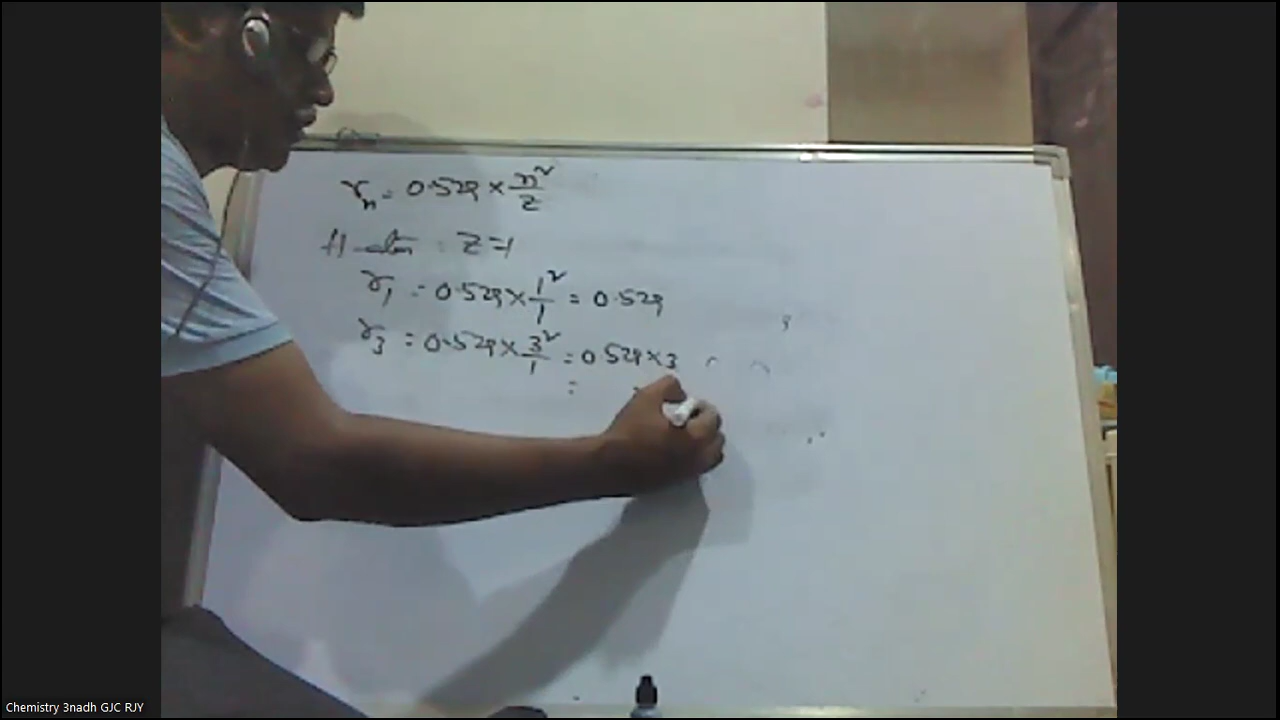 rₙ = 0.529 × n²/Z
H-atom : Z=1
r₁ = 0.529 × 1²/1 = 0.529
r₃ = 0.529 × 3²/1 = 0.529 × 3
=
Chemistry 3nadh GJC RJY